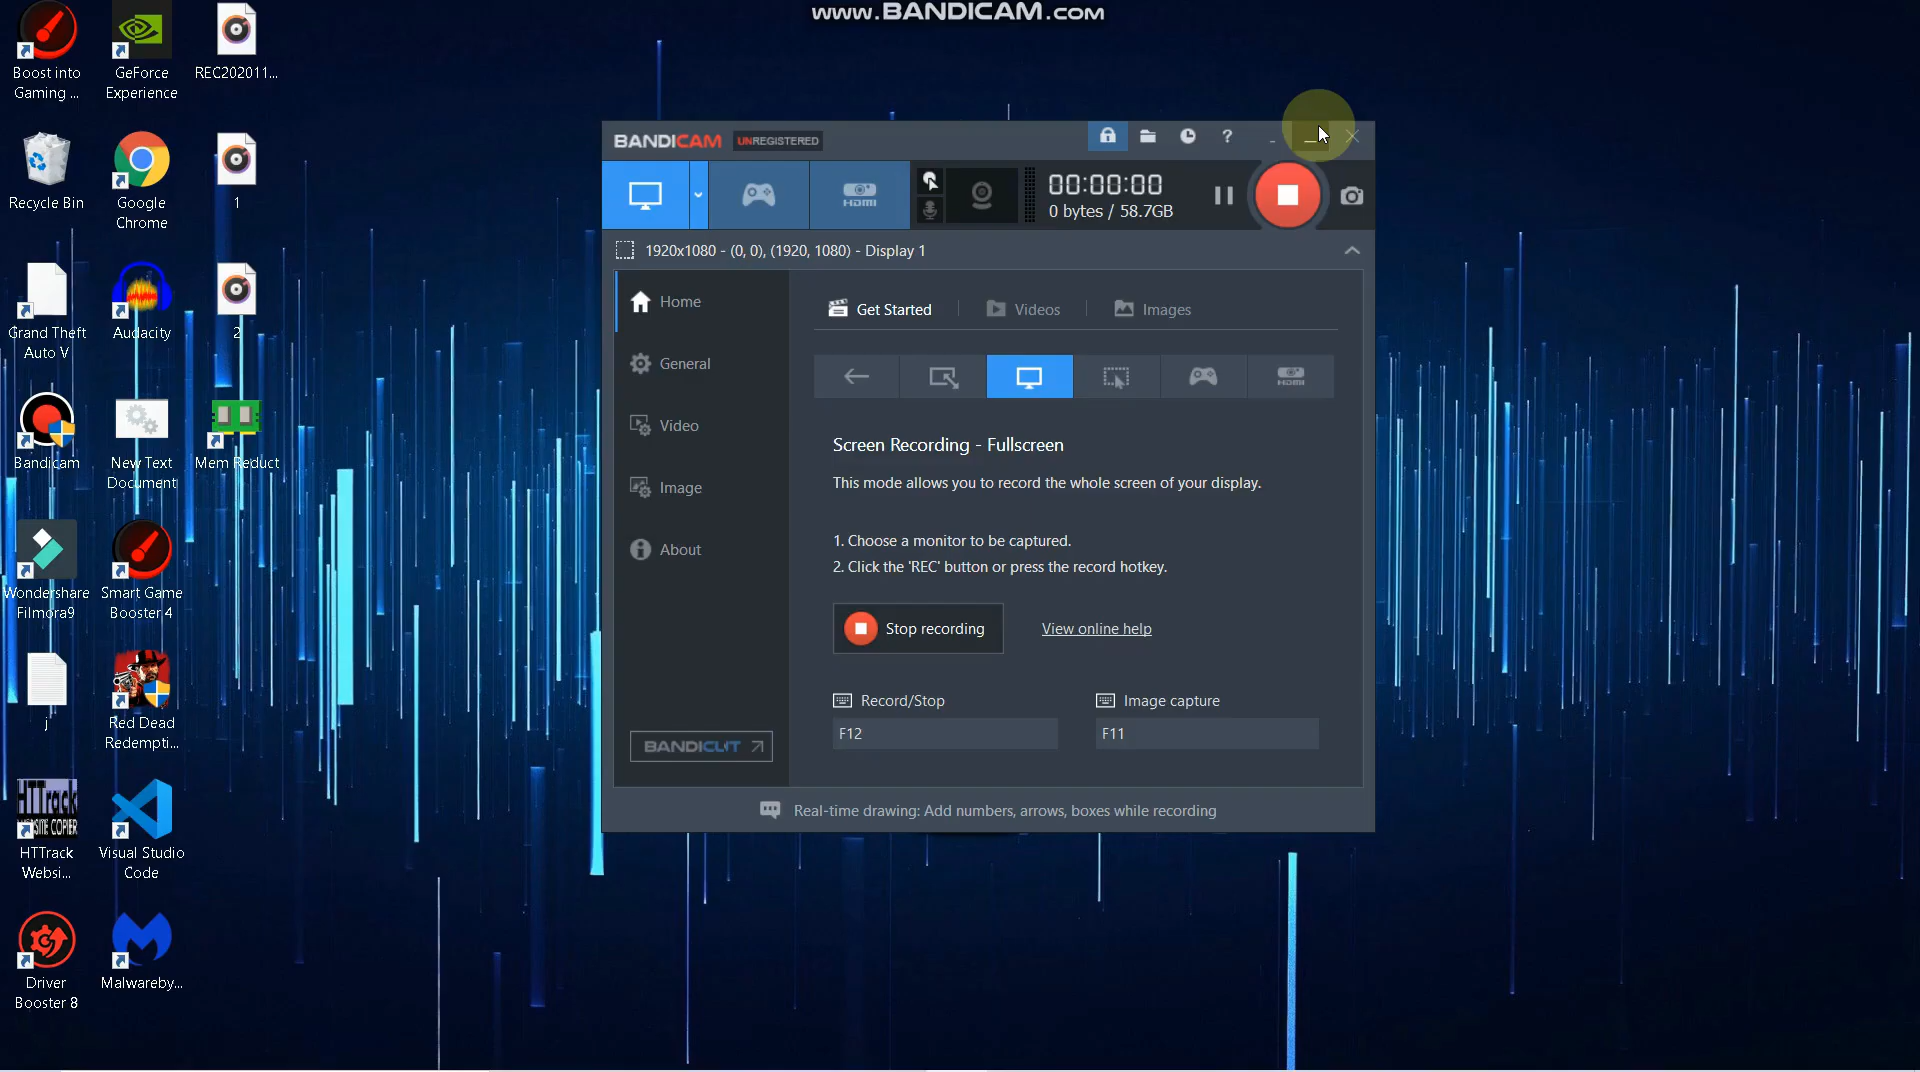 www.BANDICAM.com
Boost into
Gaming ...
GeForce
Experience
REC202011...
Recycle Bin
Google
Chrome
1
Grand Theft
Auto V
Audacity
2
Bandicam
New Text
Document
Mem Reduct
Wondershare
Filmora9
Smart Game
Booster 4
j
Red Dead
Redempti...
HTTrack
WEBSITE COPIER
HTTrack
Websi...
Visual Studio
Code
Driver
Booster 8
Malwareby...
BANDICAM UNREGISTERED
?
HDMI
00:00:00
0 bytes / 58.7GB
1920x1080 - (0, 0), (1920, 1080) - Display 1
Home
General
Video
Image
About
BANDICUT
Get Started
Videos
Images
HDMI
Screen Recording - Fullscreen
This mode allows you to record the whole screen of your display.
1. Choose a monitor to be captured.
2. Click the 'REC' button or press the record hotkey.
Stop recording
View online help
Record/Stop
Image capture
F12
F11
Real-time drawing: Add numbers, arrows, boxes while recording